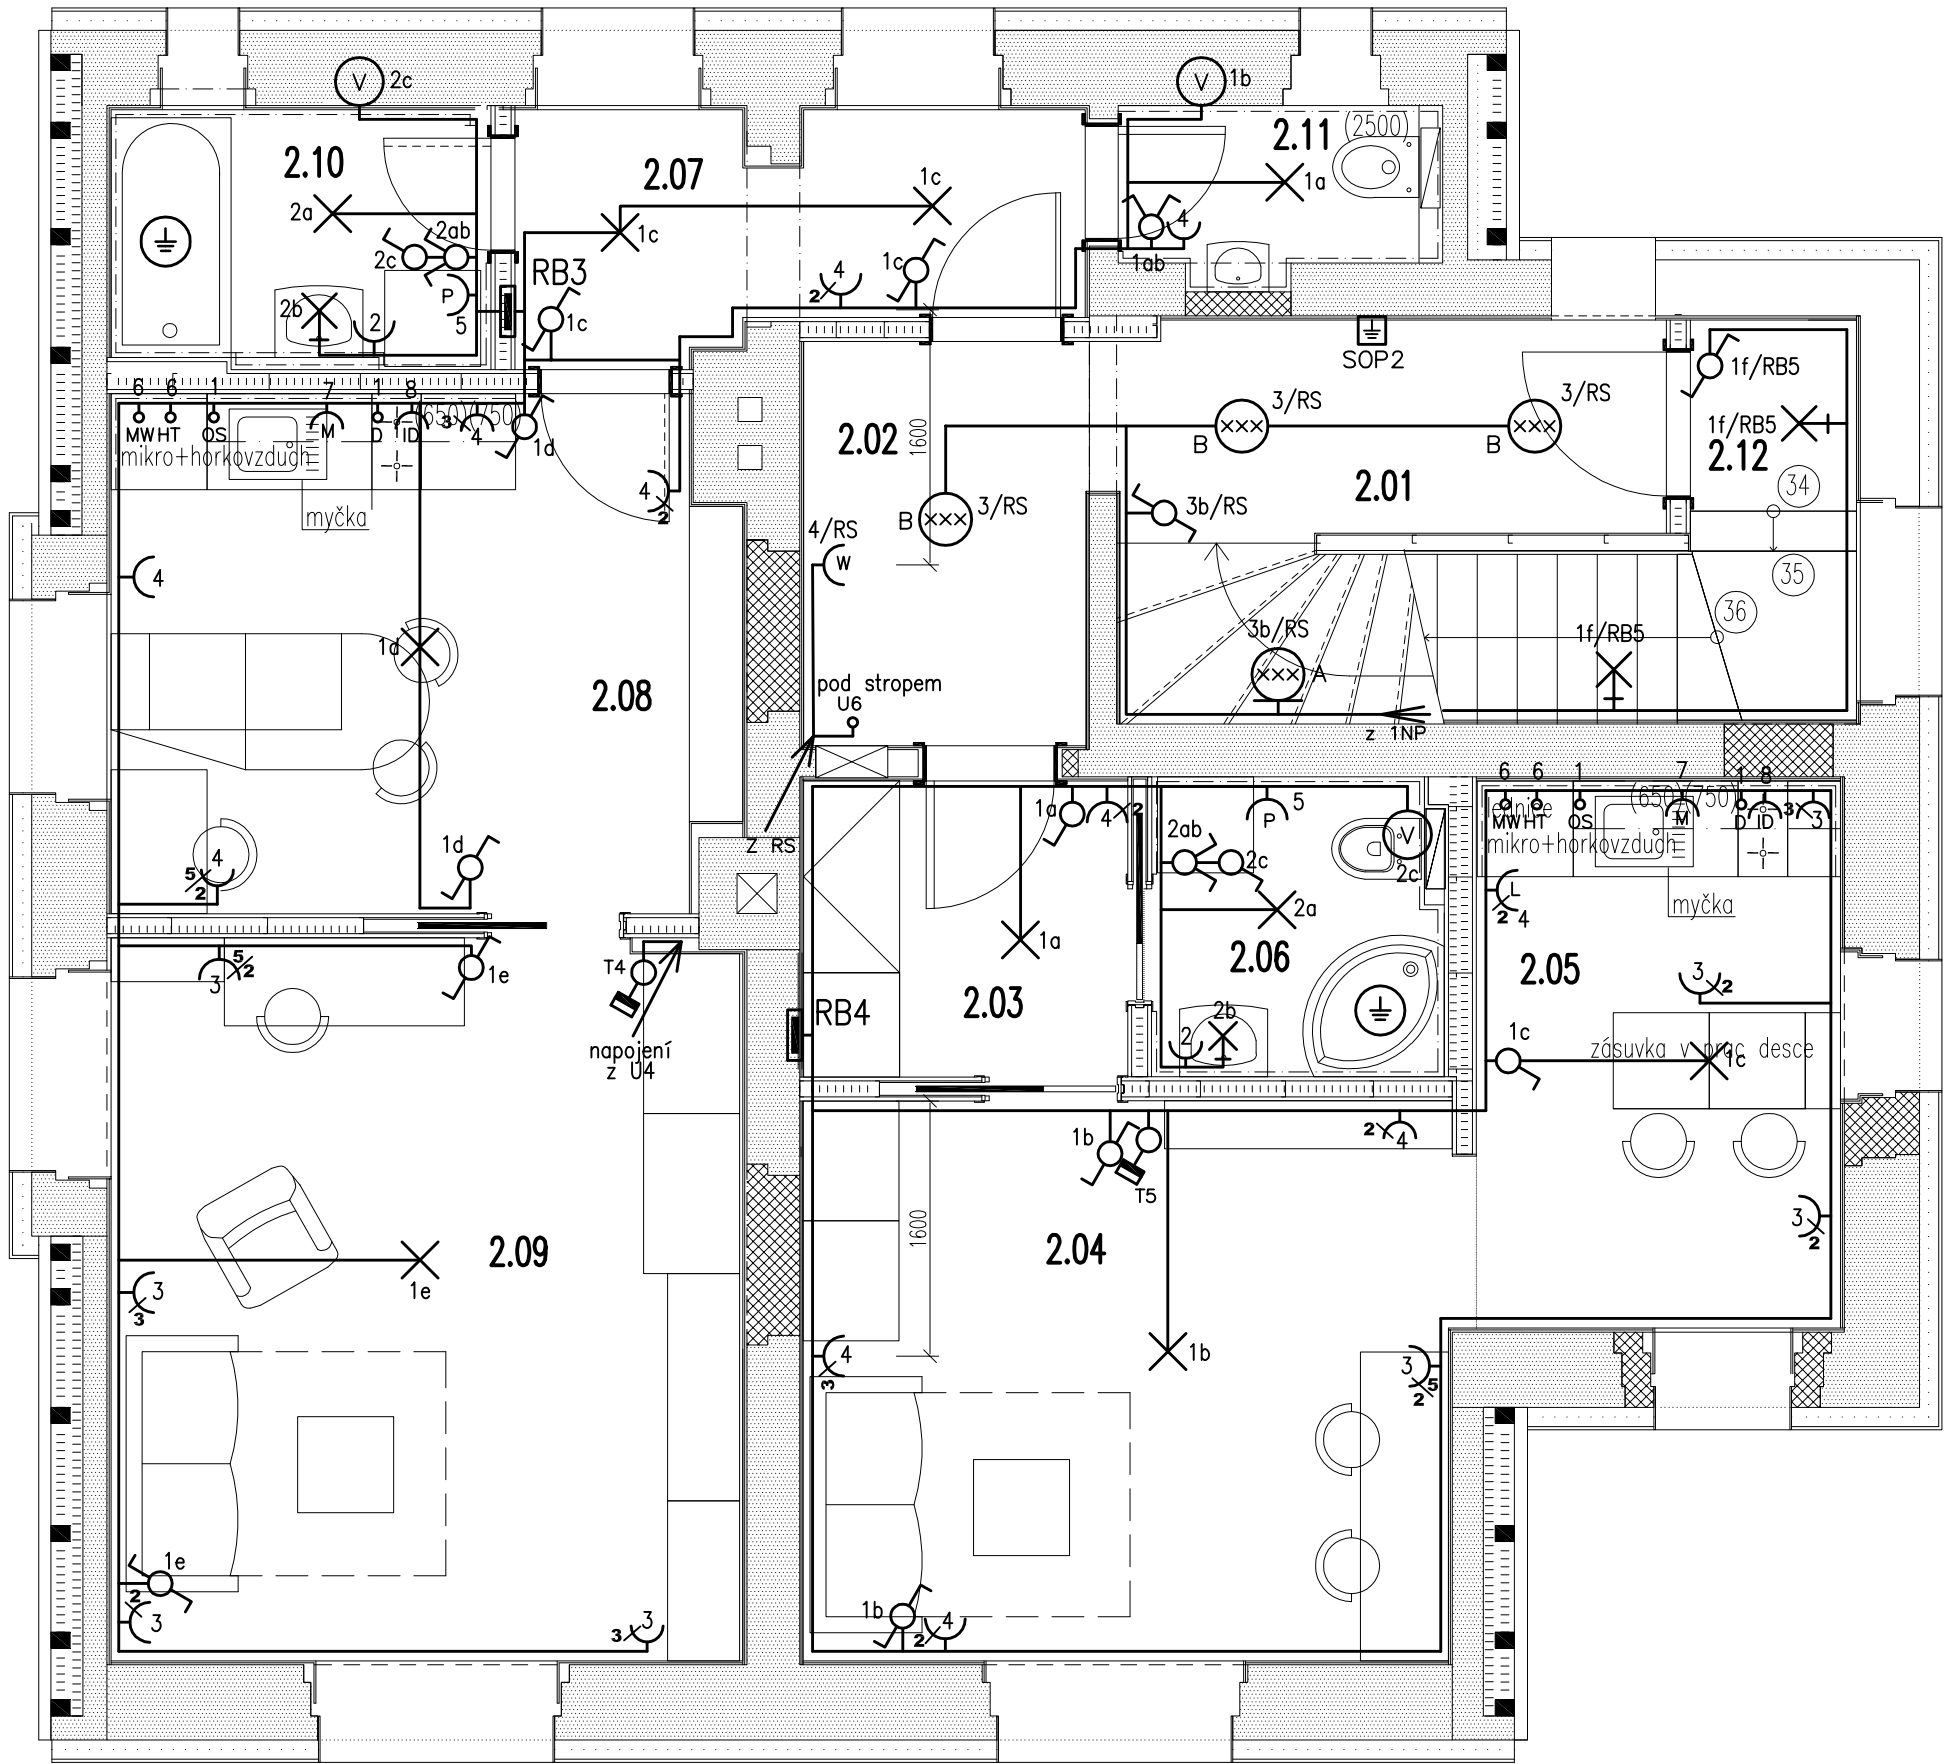 V 2c
V 1b
2.10
2.07
2.11
(2500)
1c
1a
2a
1c
2ab
4
2c
1ab
RB3
4
1c
P
2
2b
2
5
1c
SOP2
1f/RB5
3/RS
3/RS
6 6 1 7 1 8
3 4
(650)(750)
MW HT OS M D ID
1d
mikro+horkovzduch
2.02
1600
B
B
1f/RB5
2.12
2.01
34
myčka
4
2
B
3/RS
3b/RS
4/RS
W
4
35
36
1d
3b/RS
1f/RB5
A
2.08
pod stropem
U6
z 1NP
1d
Z RS
4
5
2
1a
4
2
5
P
V
2ab
2c
2c
2a
6 6 1 7 1 8
lednice
(650)(750)
MW HT OS M D ID
3
3
mikro+horkovzduch
L
2 4
myčka
1a
2.06
2.05
5
2
3
1e
T4
2.03
RB4
2b
2
3
2
napojení
z U4
1c
zásuvka v prac desce
1c
1b
T5
2
4
2.09
1600
2.04
3
2
1e
3
3
4
3
1b
3
5
2
1e
2
3
3
3
1b
2
4